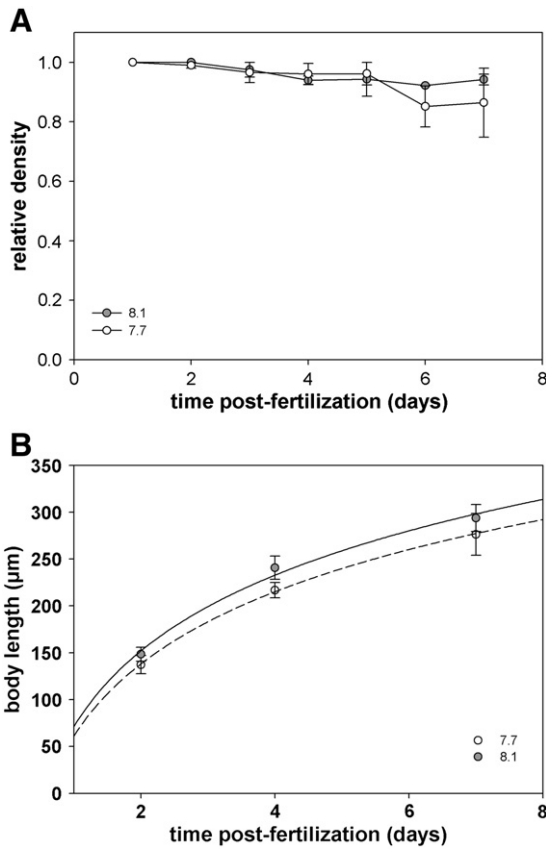 A
relative density
1.0
0.8
0.6
0.4
0.2
0.0
8.1
7.7
0 2 4 6 8
time post-fertilization (days)
B
body length (µm)
350
300
250
200
150
100
50
0
7.7
8.1
2 4 6 8
time post-fertilization (days)